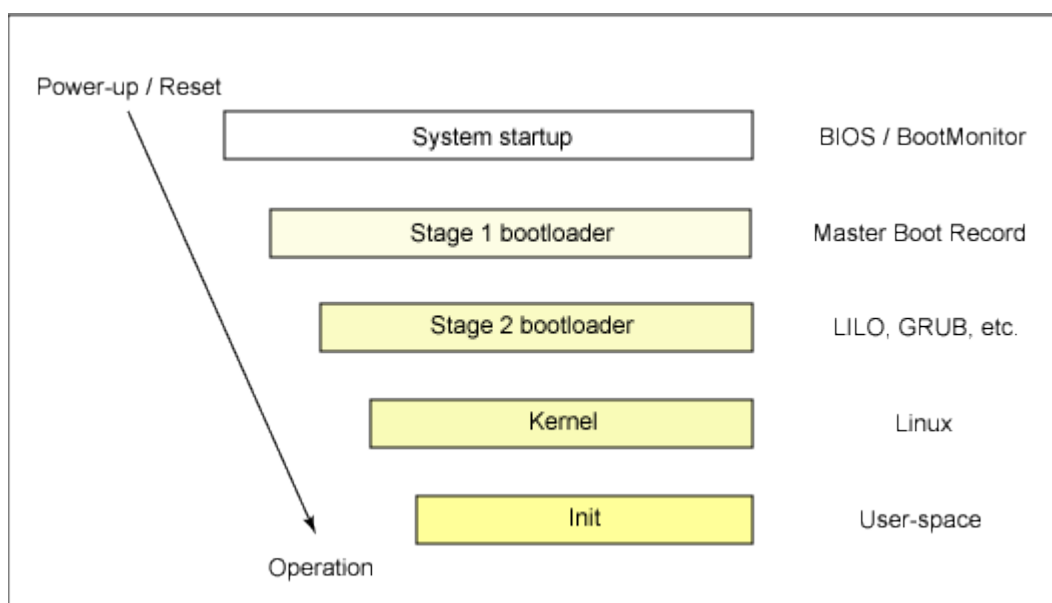 Power-up / Reset
System startup
BIOS / BootMonitor
Stage 1 bootloader
Master Boot Record
Stage 2 bootloader
LILO, GRUB, etc.
Kernel
Linux
Init
User-space
Operation